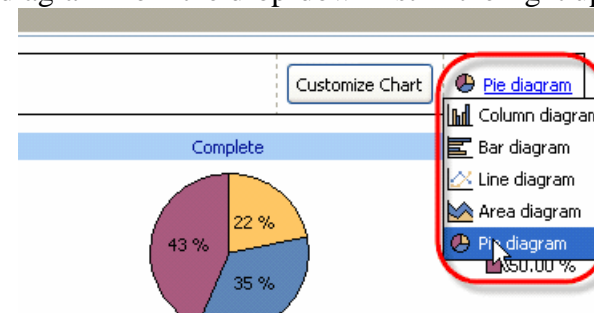 Customize Chart
Pie diagram
Column diagram
Complete
Bar diagram
Line diagram
22 %
Area diagram
43 %
Pie diagram
50.00 %
35 %